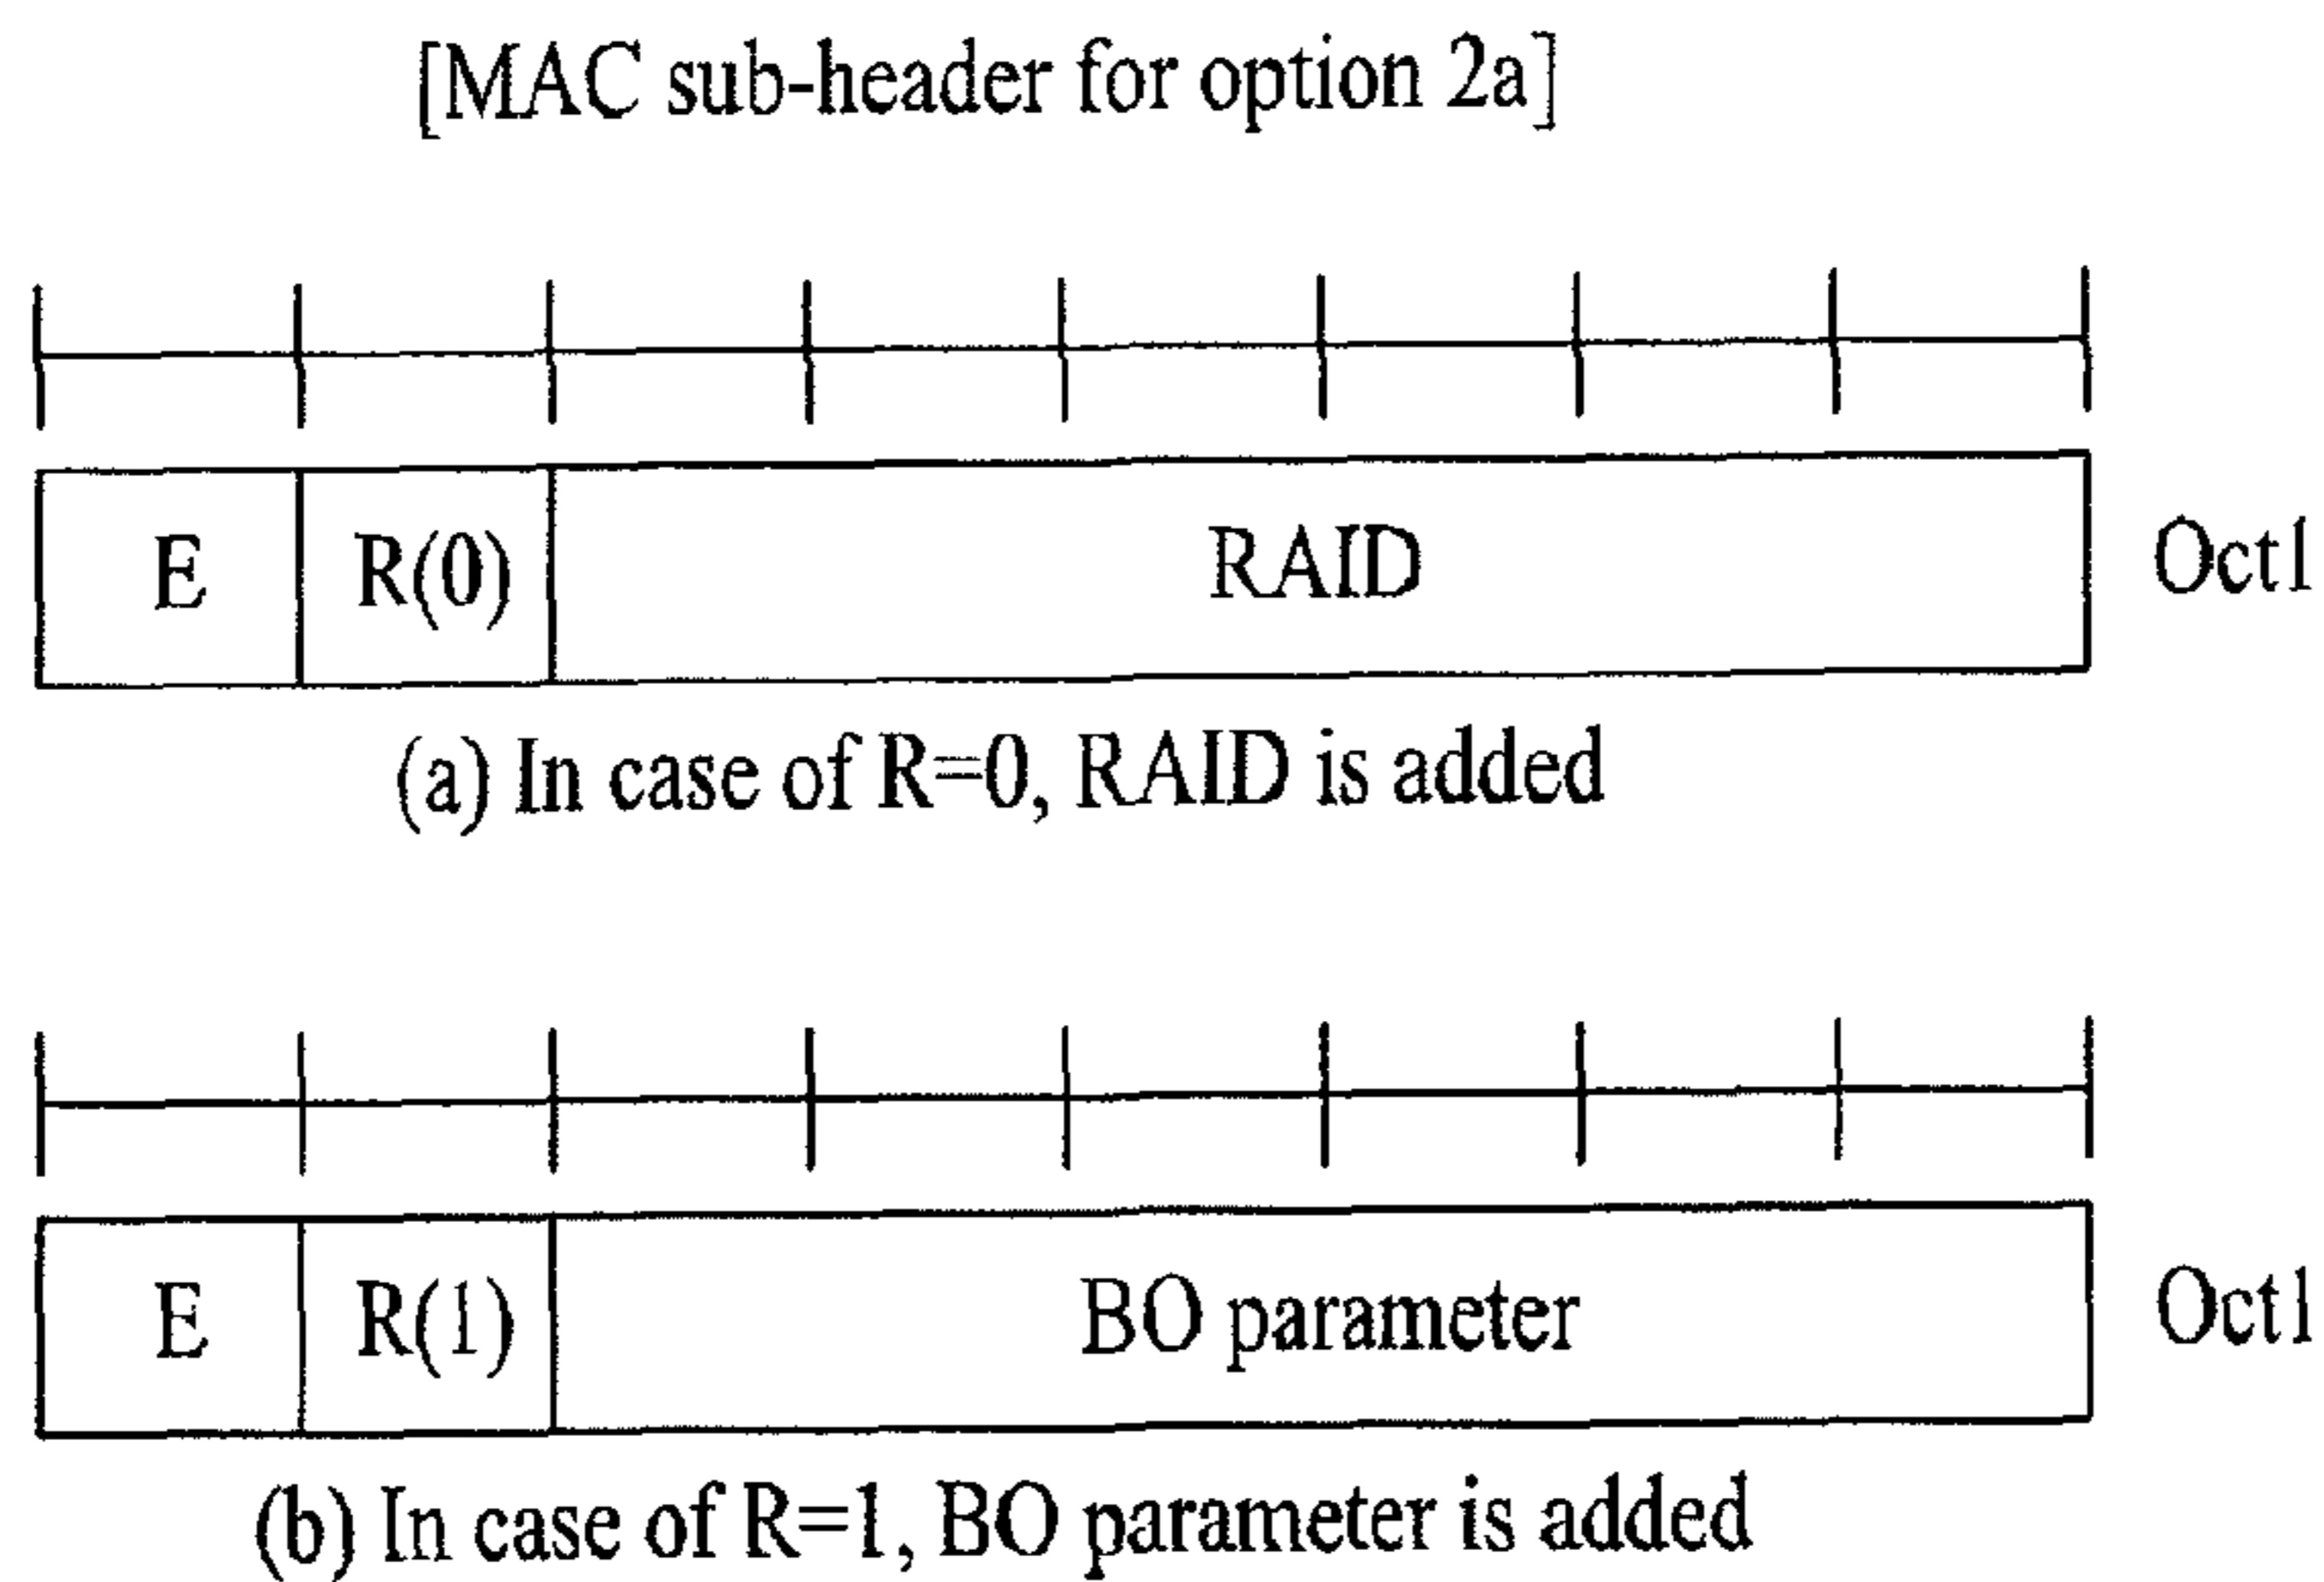 [MAC sub-header for option 2a]
E R(0) RAID Oct1
(a) In case of R=0, RAID is added
E R(1) BO parameter Oct1
(b) In case of R=1, BO parameter is added